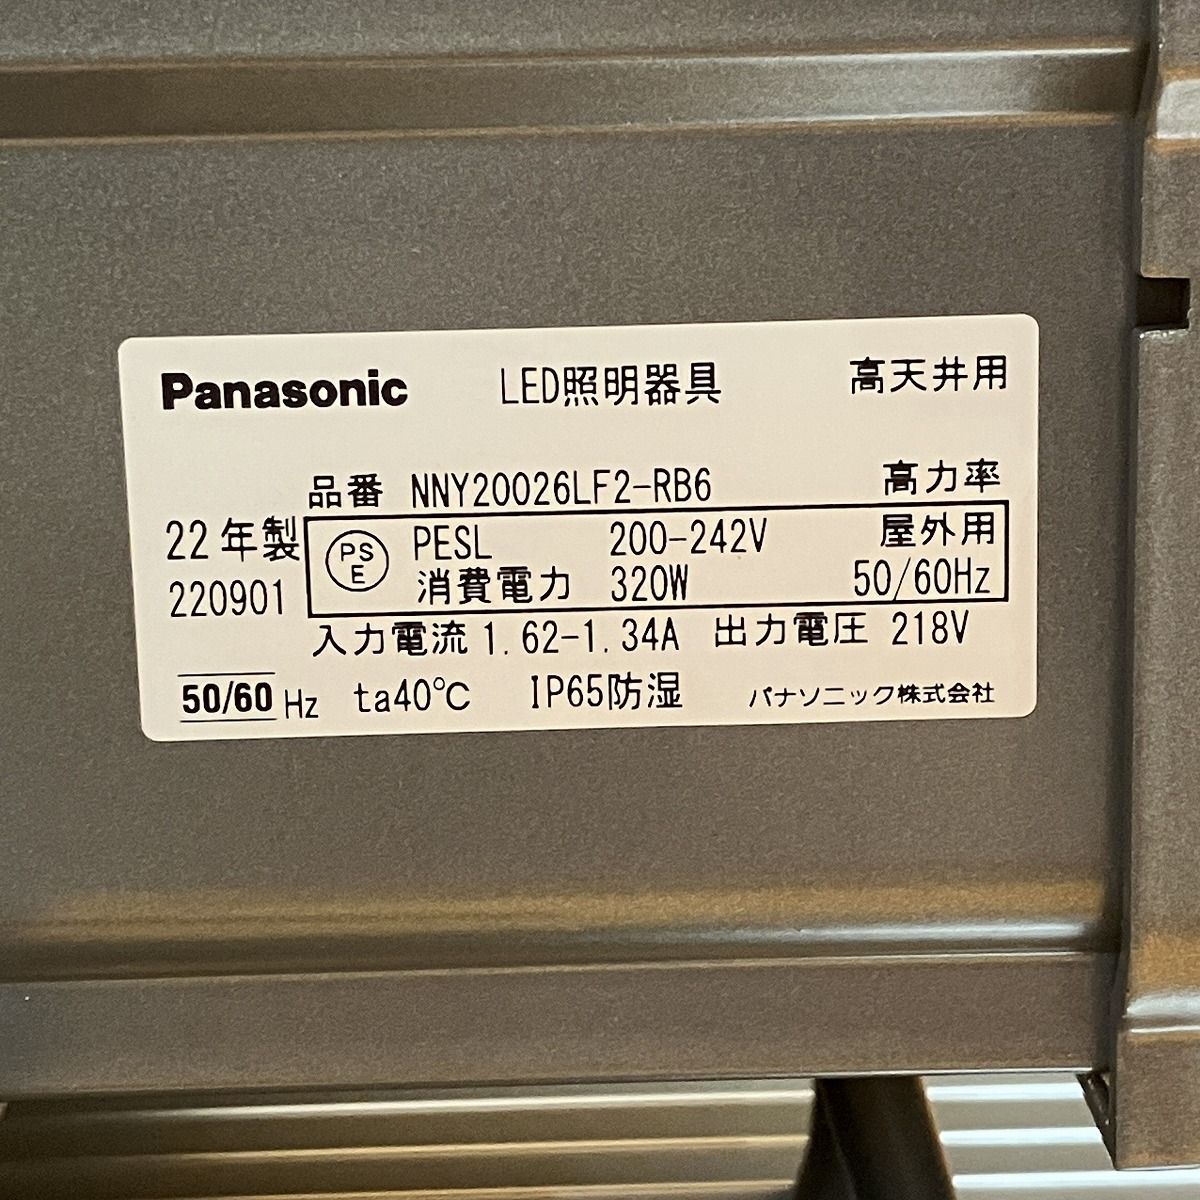 Panasonic LED照明器具 高天井用
品番 NNY20026LF2-RB6 高力率
22年製 PSE PESL 200-242V 屋外用
220901 消費電力 320W 50/60Hz
入力電流 1.62-1.34A 出力電圧 218V
50/60 Hz ta40℃ IP65防湿 パナソニック株式会社